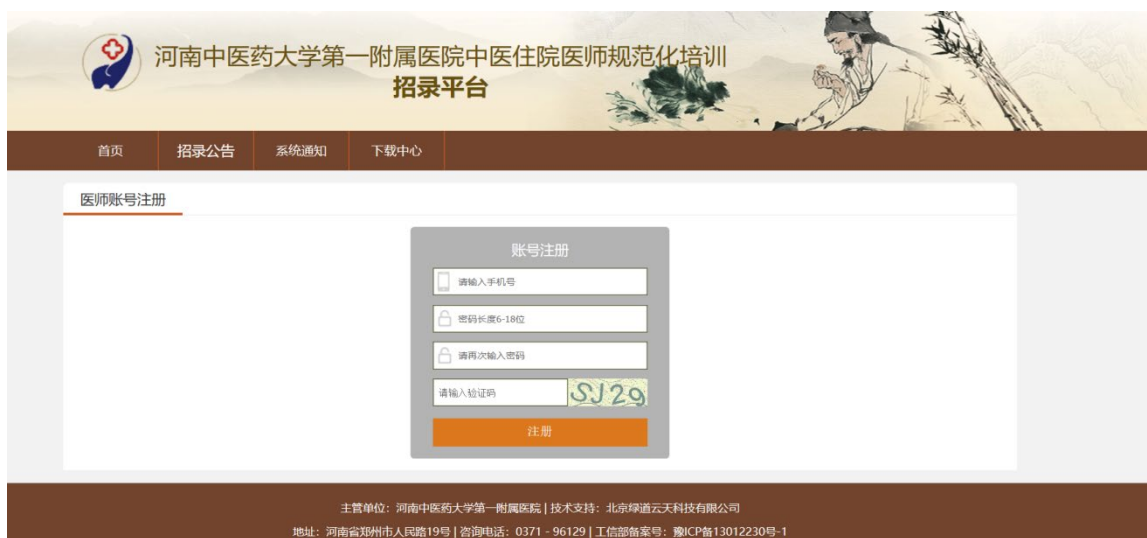 河南中医药大学第一附属医院中医住院医师规范化培训
招录平台
首页 招录公告 系统通知 下载中心
医师账号注册
账号注册
请输入手机号
密码长度6-18位
请再次输入密码
请输入验证码 SJ29
注册
主管单位：河南中医药大学第一附属医院 | 技术支持：北京绿道云天科技有限公司
地址：河南省郑州市人民路19号 | 咨询电话：0371 - 96129 | 工信部备案号：豫ICP备13012230号-1